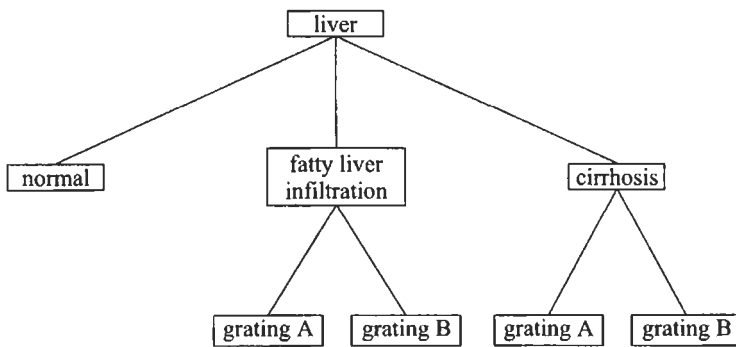 liver
normal
fatty liver
infiltration
cirrhosis
grating A
grating B
grating A
grating B